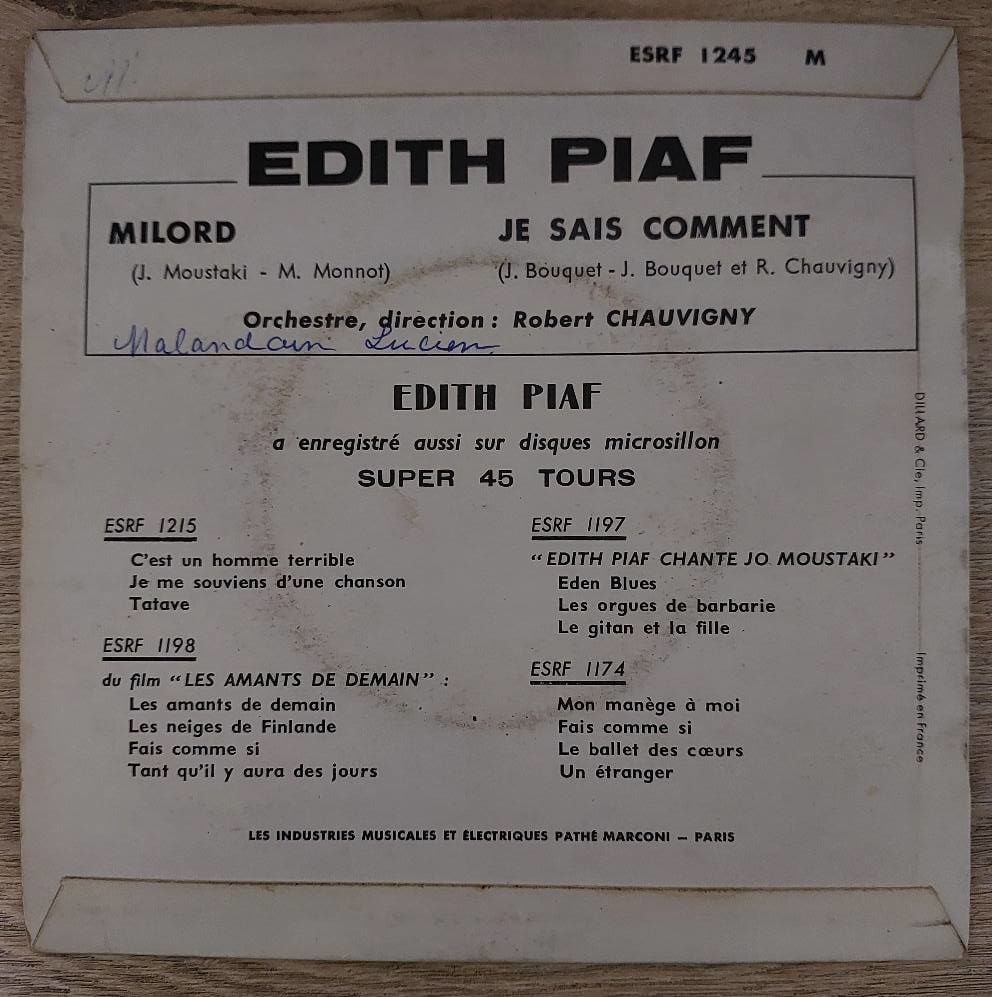 ESRF 1245 M
EDITH PIAF
MILORD
(J. Moustaki - M. Monnot)
JE SAIS COMMENT
(J. Bouquet - J. Bouquet et R. Chauvigny)
Orchestre, direction : Robert CHAUVIGNY
Malandain Lucien
EDITH PIAF
a enregistré aussi sur disques microsillon
SUPER 45 TOURS
ESRF 1215
C'est un homme terrible
Je me souviens d'une chanson
Tatave
ESRF 1198
du film “LES AMANTS DE DEMAIN” :
Les amants de demain
Les neiges de Finlande
Fais comme si
Tant qu'il y aura des jours
ESRF 1197
“EDITH PIAF CHANTE JO MOUSTAKI”
Eden Blues
Les orgues de barbarie
Le gitan et la fille
ESRF 1174
Mon manège à moi
Fais comme si
Le ballet des cœurs
Un étranger
DILLARD & Cie, Imp. Paris
Imprimé en France
LES INDUSTRIES MUSICALES ET ÉLECTRIQUES PATHÉ MARCONI – PARIS